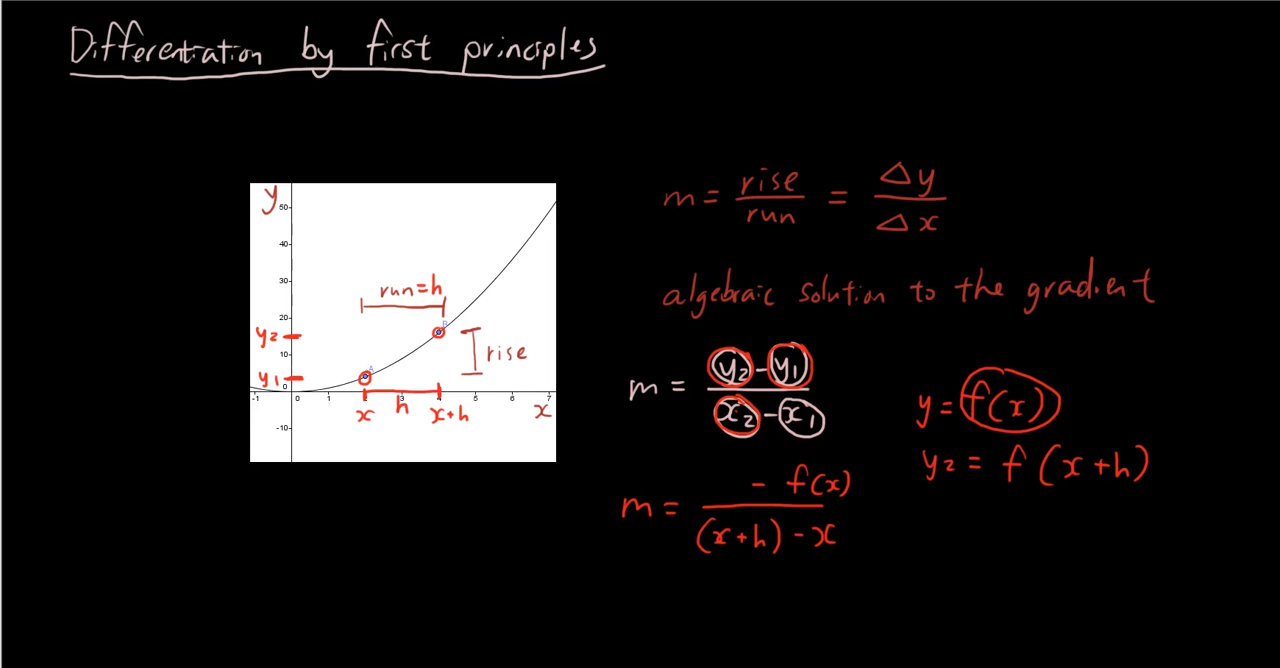 Differentiation by first principles
m = rise/run = Δy/Δx
algebraic solution to the gradient
y
50
40
30
20
10
0
-10
-1 0 1 2 3 4 5 6 7
run=h
rise
y2
y1
A
B
x h x+h x
m = y2 - y1 / x2 - x1
y = f(x)
y2 = f(x+h)
m = - f(x) / (x+h) - x